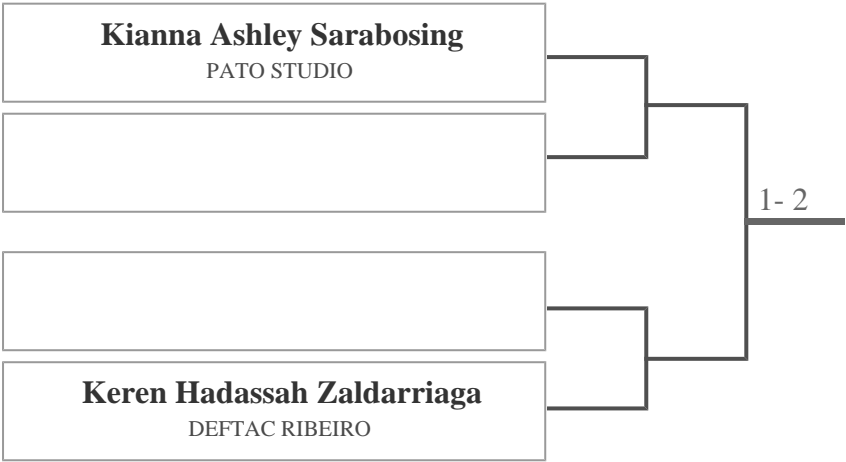 Kianna Ashley Sarabosing
PATO STUDIO
1- 2
Keren Hadassah Zaldarriaga
DEFTAC RIBEIRO